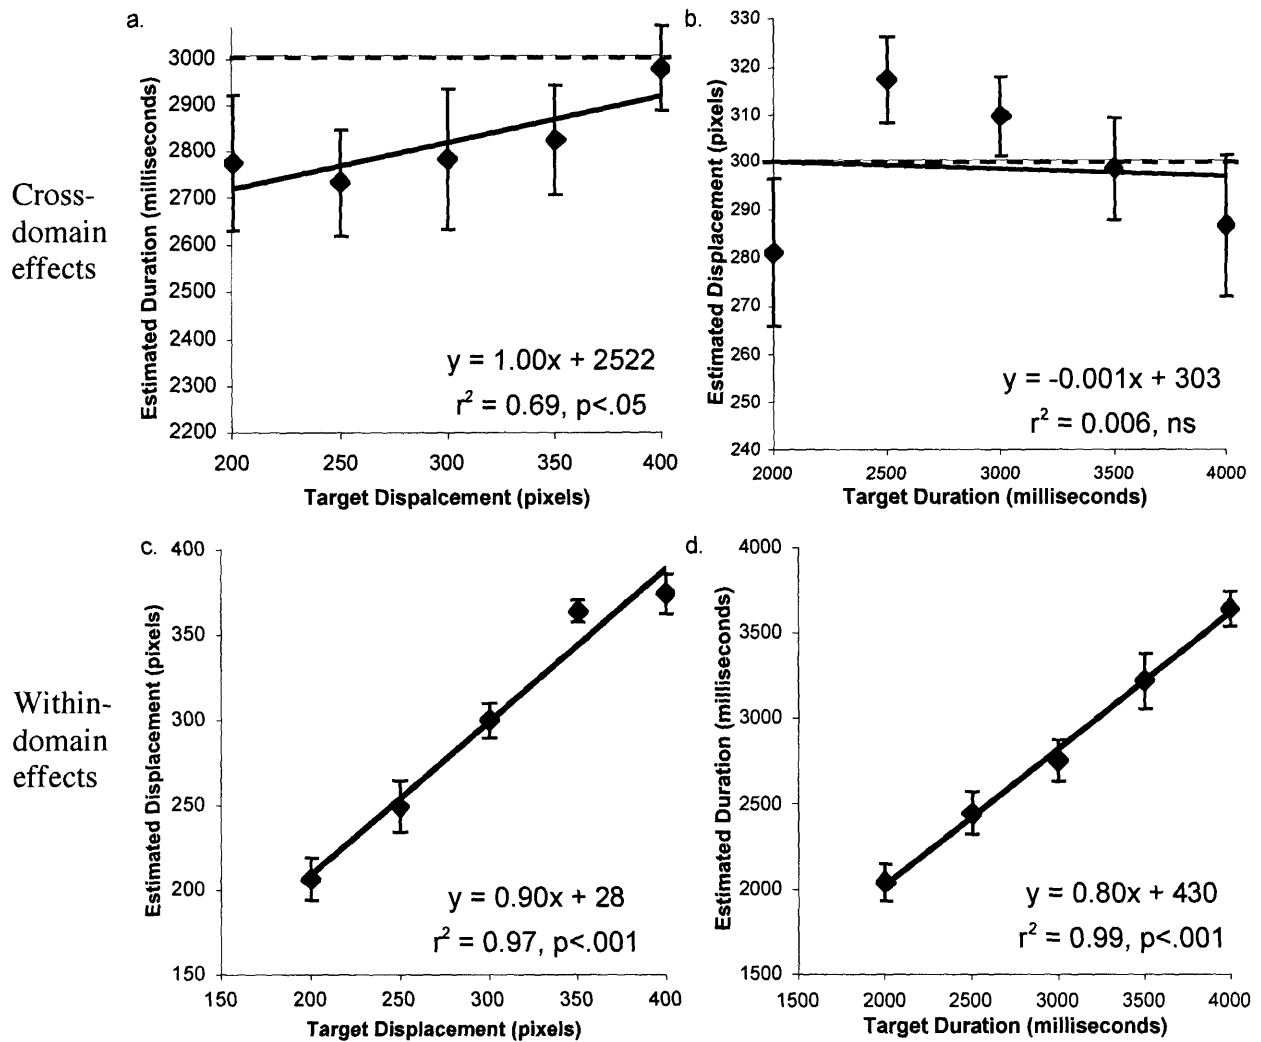 a.
Cross-
domain
effects
Estimated Duration (milliseconds)
3000
2900
2800
2700
2600
2500
2400
2300
2200
y = 1.00x + 2522
r² = 0.69, p<.05
200 250 300 350 400
Target Dispalcement (pixels)
b.
Estimated Displacement (pixels)
330
320
310
300
290
280
270
260
250
240
y = -0.001x + 303
r² = 0.006, ns
2000 2500 3000 3500 4000
Target Duration (milliseconds)
Within-
domain
effects
c.
Estimated Displacement (pixels)
400
350
300
250
200
150
y = 0.90x + 28
r² = 0.97, p<.001
150 200 250 300 350 400
Target Displacement (pixels)
d.
Estimated Duration (milliseconds)
4000
3500
3000
2500
2000
1500
y = 0.80x + 430
r² = 0.99, p<.001
1500 2000 2500 3000 3500 4000
Target Duration (milliseconds)